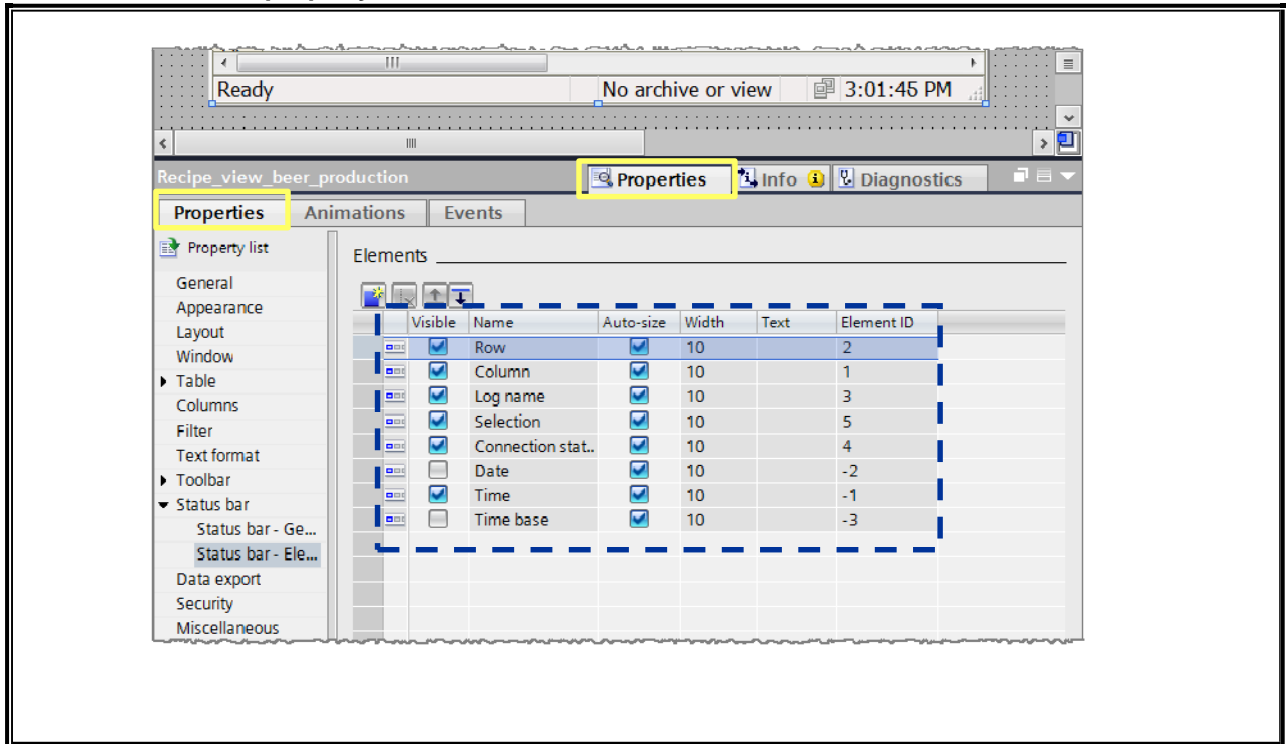 Ready No archive or view 3:01:45 PM
Recipe_view_beer_production Properties Info Diagnostics
Properties Animations Events
Property list
General
Appearance
Layout
Window
Table
Columns
Filter
Text format
Toolbar
Status bar
Status bar - Ge...
Status bar - Ele...
Data export
Security
Miscellaneous
Elements
Visible Name Auto-size Width Text Element ID
Row 10 2
Column 10 1
Log name 10 3
Selection 10 5
Connection stat.. 10 4
Date 10 -2
Time 10 -1
Time base 10 -3